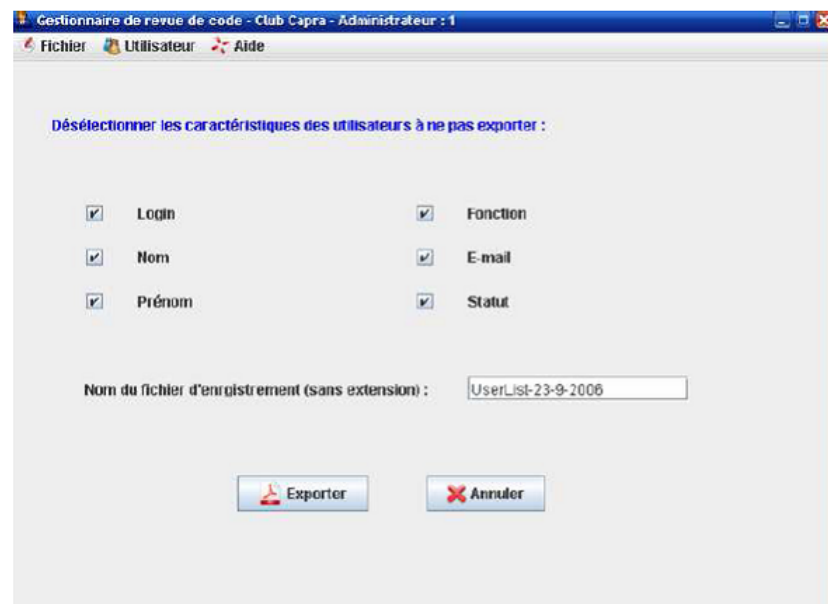 Gestionnaire de revue de code - Club Capra - Administrateur : 1
Fichier Utilisateur Aide
Désélectionner les caractéristiques des utilisateurs à ne pas exporter :
Login Fonction
Nom E-mail
Prénom Statut
Nom du fichier d'enrgistrement (sans extension) : UserList-23-9-2006
Exporter Annuler